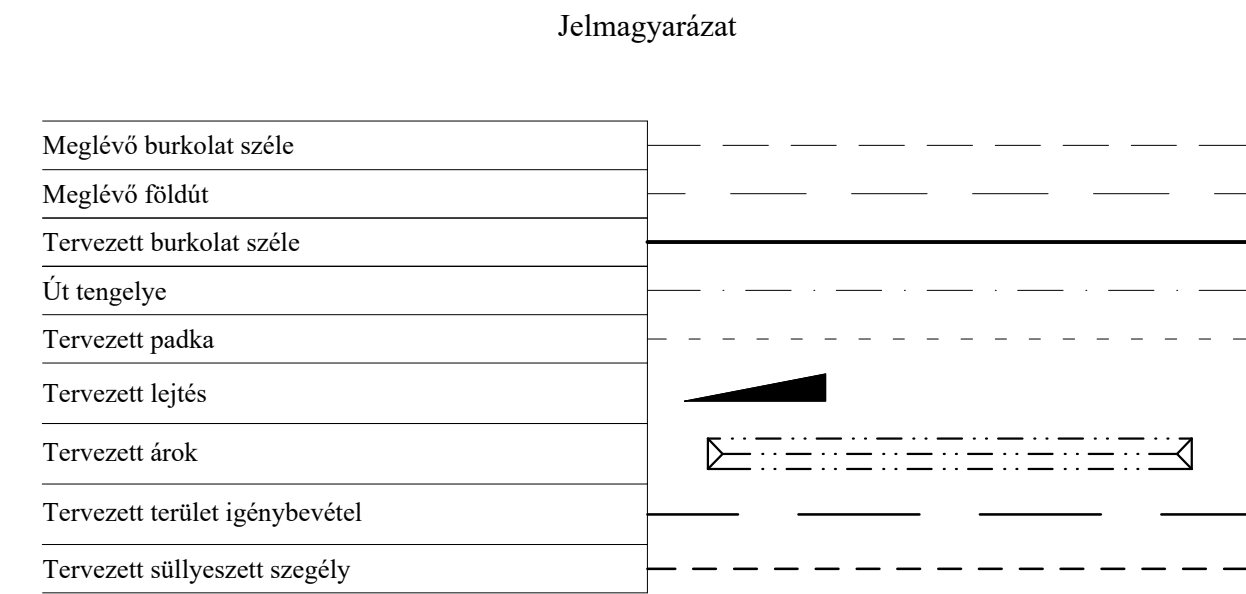 Jelmagyarázat
Meglévő burkolat széle
Meglévő földút
Tervezett burkolat széle
Út tengelye
Tervezett padka
Tervezett lejtés
Tervezett árok
Tervezett terület igénybevétel
Tervezett süllyesztett szegély